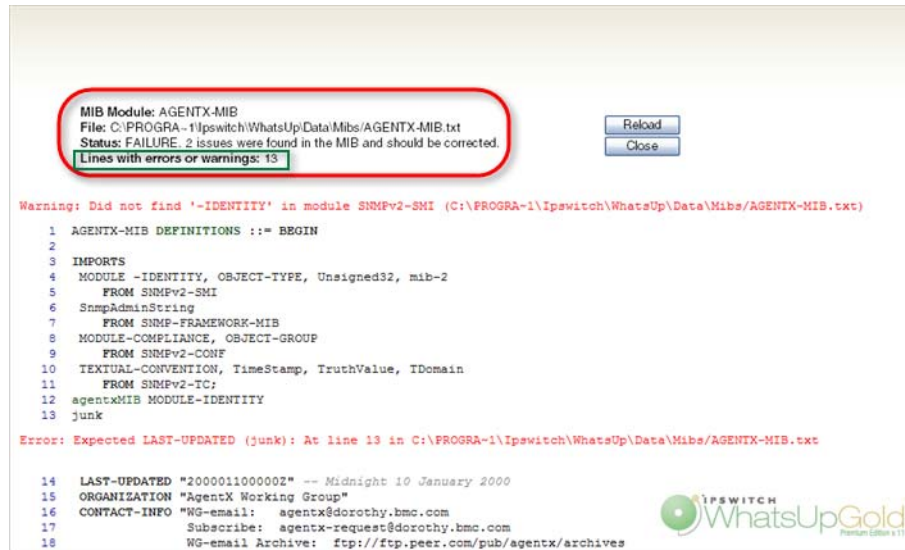 MIB Module: AGENTX-MIB
File: C:\PROGRA~1\Ipswitch\WhatsUp\Data\Mibs/AGENTX-MIB.txt
Status: FAILURE. 2 issues were found in the MIB and should be corrected.
Lines with errors or warnings: 13
Reload
Close
Warning: Did not find '-IDENTITY' in module SNMPv2-SMI (C:\PROGRA~1\Ipswitch\WhatsUp\Data\Mibs/AGENTX-MIB.txt)
1 AGENTX-MIB DEFINITIONS ::= BEGIN
2
3 IMPORTS
4 MODULE -IDENTITY, OBJECT-TYPE, Unsigned32, mib-2
5 FROM SNMPv2-SMI
6 SnmpAdminString
7 FROM SNMP-FRAMEWORK-MIB
8 MODULE-COMPLIANCE, OBJECT-GROUP
9 FROM SNMPv2-CONF
10 TEXTUAL-CONVENTION, TimeStamp, TruthValue, TDomain
11 FROM SNMPv2-TC;
12 agentxMIB MODULE-IDENTITY
13 junk
Error: Expected LAST-UPDATED (junk): At line 13 in C:\PROGRA~1\Ipswitch\WhatsUp\Data\Mibs/AGENTX-MIB.txt
14 LAST-UPDATED "200001100000Z" -- Midnight 10 January 2000
15 ORGANIZATION "AgentX Working Group"
16 CONTACT-INFO "WG-email: agentx@dorothy.bmc.com
17 Subscribe: agentx-request@dorothy.bmc.com
18 WG-email Archive: ftp://ftp.peer.com/pub/agentx/archives
IPSWITCH
WhatsUpGold
Premium Edition v.11